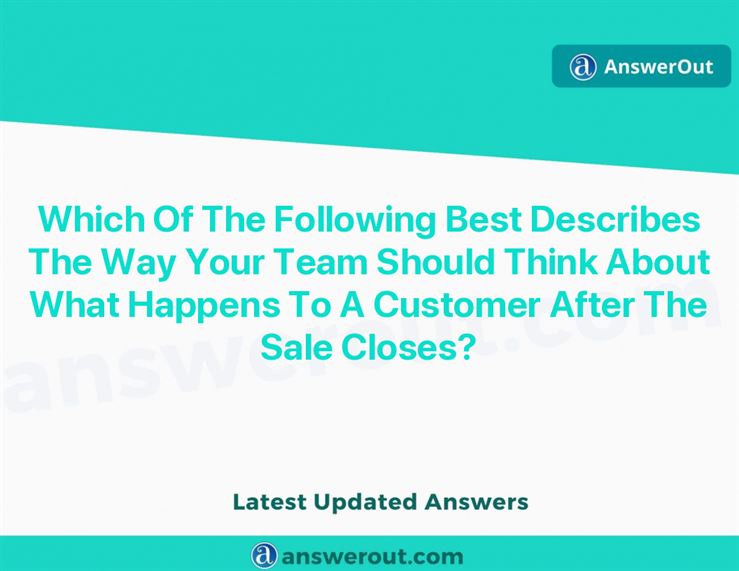 AnswerOut
Which Of The Following Best Describes
The Way Your Team Should Think About
What Happens To A Customer After The
Sale Closes?
answerout.com
Latest Updated Answers
answerout.com